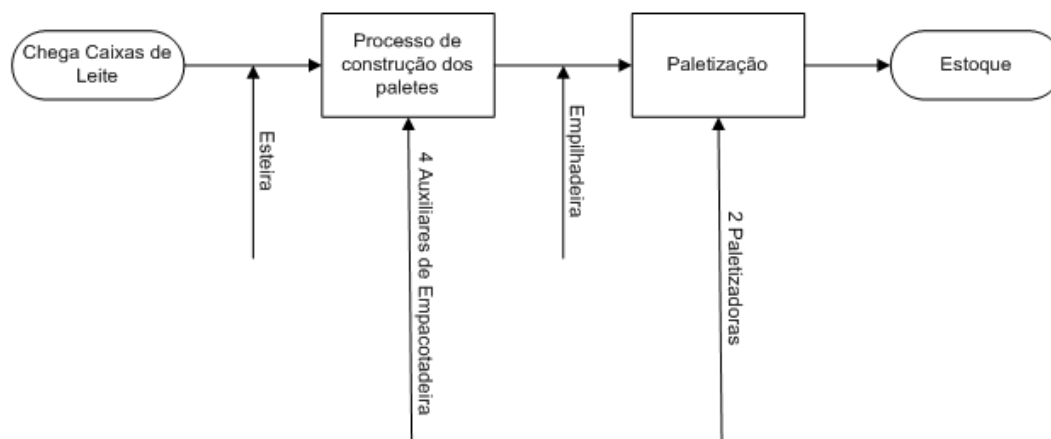 Chega Caixas de
Leite
Processo de
construção dos
paletes
Paletização
Estoque
Esteira
4 Auxiliares de Empacotadeira
Empilhadeira
2 Paletizadoras